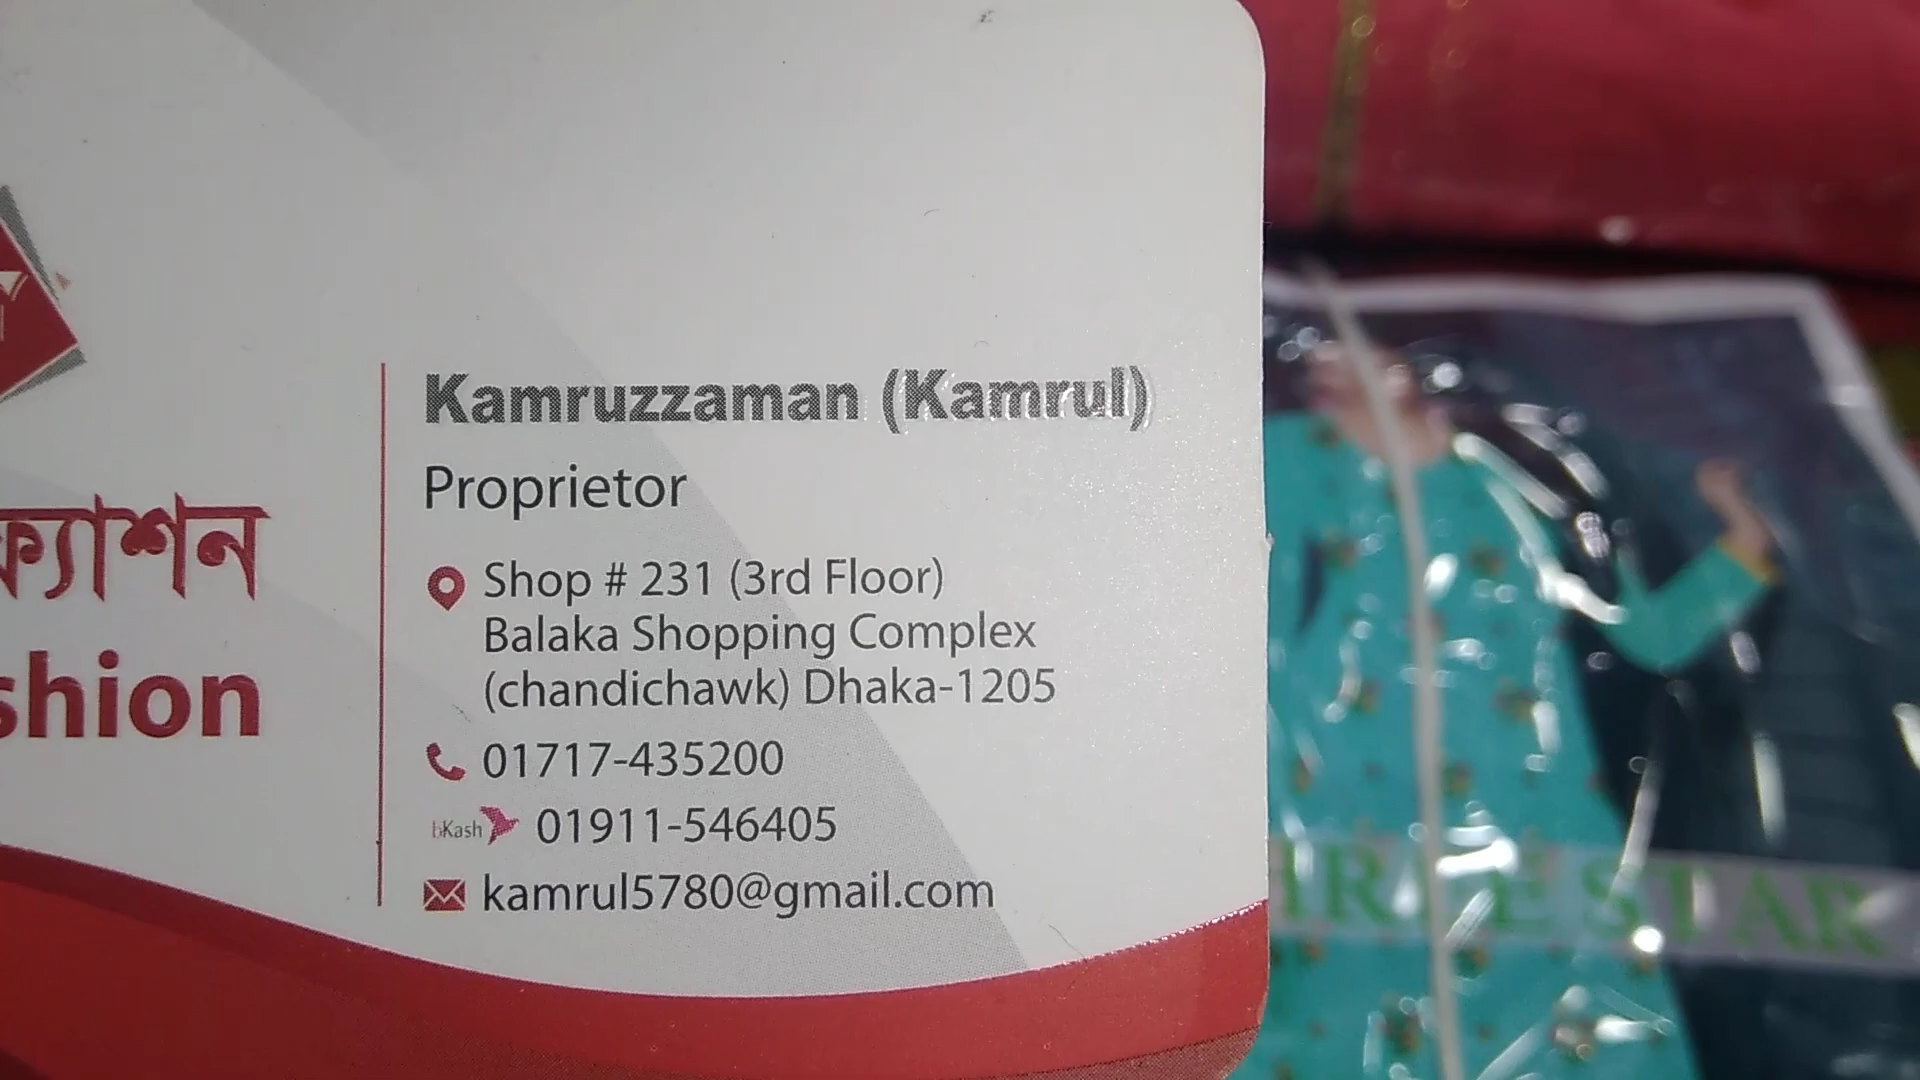 Kamruzzaman (Kamrul)
Proprietor
Shop # 231 (3rd Floor)
Balaka Shopping Complex
(chandichawk) Dhaka-1205
01717-435200
bKash 01911-546405
kamrul5780@gmail.com
ফ্যাশন
shion
STAR